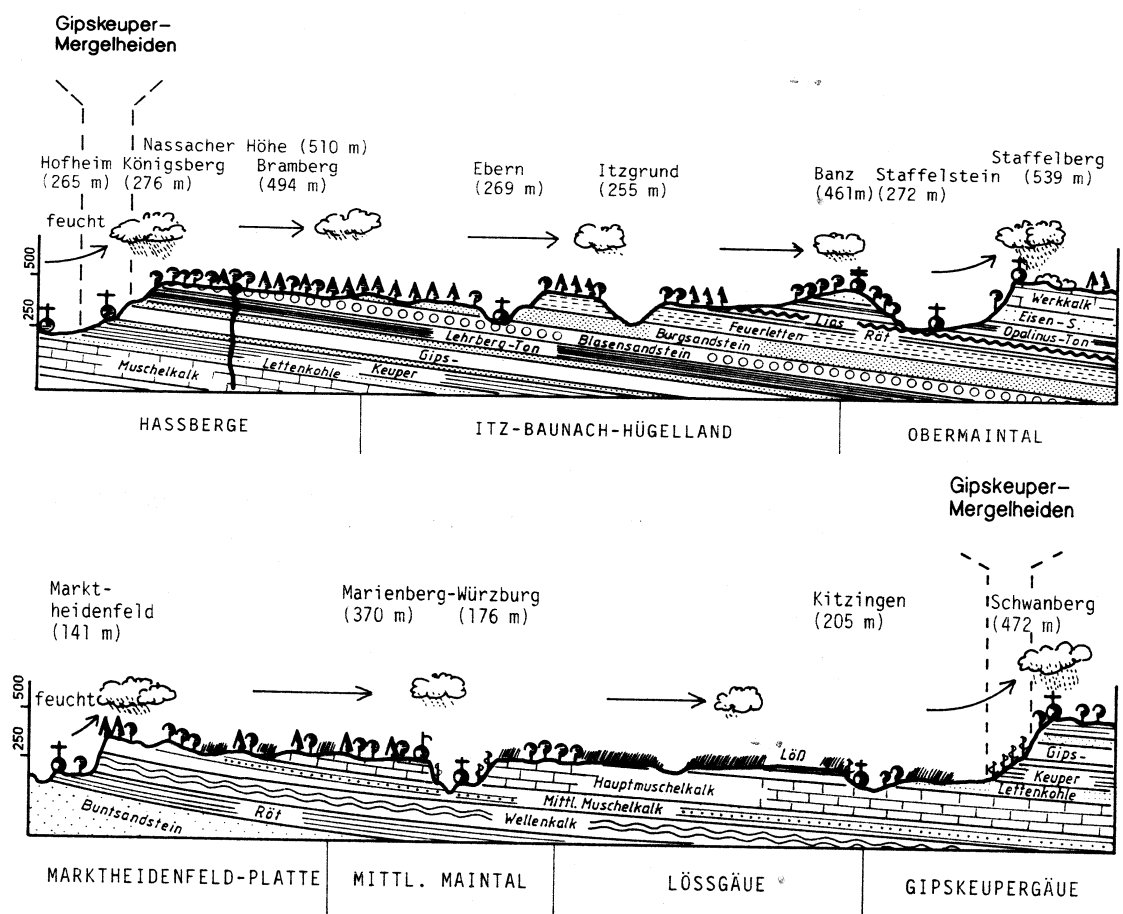 Gipskeuper-
Mergelheiden
Nassacher Höhe (510 m)
Hofheim Königsberg Bramberg
(265 m) (276 m) (494 m)
Ebern
(269 m)
Itzgrund
(255 m)
Banz Staffelstein
(461m) (272 m)
Staffelberg
(539 m)
feucht
500
250
Werkkalk
Eisen-S.
Opalinus-Ton
Lias
Rät
Feuerletten
Burgsandstein
Blasensandstein
Lehrberg-Ton
Gips-
Keuper
Lettenkohle
Muschelkalk
HASSBERGE
ITZ-BAUNACH-HÜGELLAND
OBERMAINTAL
Gipskeuper-
Mergelheiden
Markt-
heidenfeld
(141 m)
Marienberg-Würzburg
(370 m) (176 m)
Kitzingen
(205 m)
Schwanberg
(472 m)
feucht
500
250
Löß
Gips-
Keuper
Lettenkohle
Hauptmuschelkalk
Mittl. Muschelkalk
Wellenkalk
Röt
Buntsandstein
MARKTHEIDENFELD-PLATTE
MITTL. MAINTAL
LÖSSGÄUE
GIPSKEUPERGÄUE